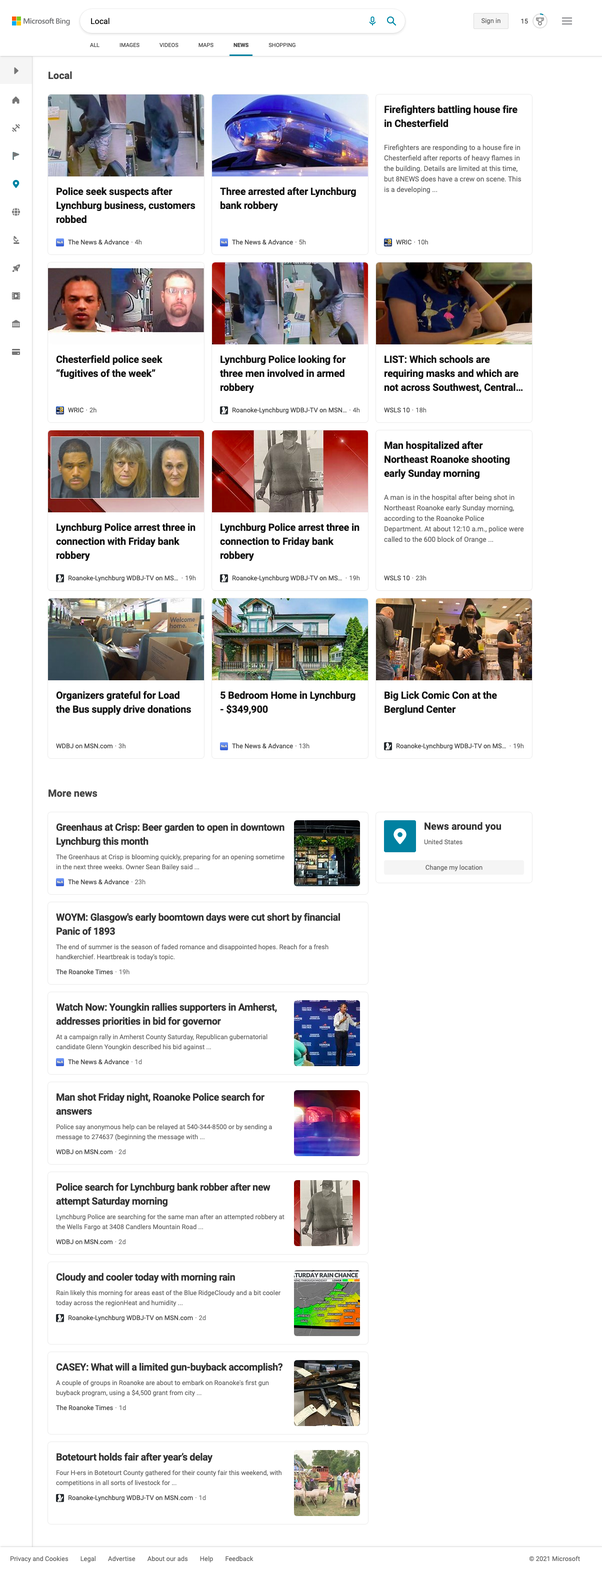 Microsoft Bing
Local
Sign in
15
ALL
IMAGES
VIDEOS
MAPS
NEWS
SHOPPING
Local
Police seek suspects after
Lynchburg business, customers
robbed
The News & Advance · 4h
Three arrested after Lynchburg
bank robbery
The News & Advance · 5h
Firefighters battling house fire
in Chesterfield
Firefighters are responding to a house fire in
Chesterfield after reports of heavy flames in
the building. Details are limited at this time,
but 8NEWS does have a crew on scene. This
is a developing ...
WRIC · 10h
Chesterfield police seek
“fugitives of the week”
WRIC · 2h
Lynchburg Police looking for
three men involved in armed
robbery
Roanoke-Lynchburg WDBJ-TV on MSN... · 4h
LIST: Which schools are
requiring masks and which are
not across Southwest, Central...
WSLS 10 · 18h
Lynchburg Police arrest three in
connection with Friday bank
robbery
Roanoke-Lynchburg WDBJ-TV on MS... · 19h
Lynchburg Police arrest three in
connection to Friday bank
robbery
Roanoke-Lynchburg WDBJ-TV on MS... · 19h
Man hospitalized after
Northeast Roanoke shooting
early Sunday morning
A man is in the hospital after being shot in
Northeast Roanoke early Sunday morning,
according to the Roanoke Police
Department. At about 12:10 a.m., police were
called to the 600 block of Orange ...
WSLS 10 · 23h
Welcome
home.
Organizers grateful for Load
the Bus supply drive donations
WDBJ on MSN.com · 3h
5 Bedroom Home in Lynchburg
- $349,900
The News & Advance · 13h
Big Lick Comic Con at the
Berglund Center
Roanoke-Lynchburg WDBJ-TV on MS... · 19h
More news
Greenhaus at Crisp: Beer garden to open in downtown
Lynchburg this month
The Greenhaus at Crisp is blooming quickly, preparing for an opening sometime
in the next three weeks. Owner Sean Bailey said ...
The News & Advance · 23h
News around you
United States
Change my location
WOYM: Glasgow's early boomtown days were cut short by financial
Panic of 1893
The end of summer is the season of faded romance and disappointed hopes. Reach for a fresh
handkerchief. Heartbreak is today's topic.
The Roanoke Times · 19h
Watch Now: Youngkin rallies supporters in Amherst,
addresses priorities in bid for governor
At a campaign rally in Amherst County Saturday, Republican gubernatorial
candidate Glenn Youngkin described his bid against ...
The News & Advance · 1d
Man shot Friday night, Roanoke Police search for
answers
Police say anonymous help can be relayed at 540-344-8500 or by sending a
message to 274637 (beginning the message with ...
WDBJ on MSN.com · 2d
Police search for Lynchburg bank robber after new
attempt Saturday morning
Lynchburg Police are searching for the same man after an attempted robbery at
the Wells Fargo at 3408 Candlers Mountain Road ...
WDBJ on MSN.com · 2d
Cloudy and cooler today with morning rain
Rain likely this morning for areas east of the Blue RidgeCloudy and a bit cooler
today across the regionHeat and humidity ...
Roanoke-Lynchburg WDBJ-TV on MSN.com · 2d
TURDAY RAIN CHANCE
CASEY: What will a limited gun-buyback accomplish?
A couple of groups in Roanoke are about to embark on Roanoke's first gun
buyback program, using a $4,500 grant from city ...
The Roanoke Times · 1d
Botetourt holds fair after year's delay
Four H-ers in Botetourt County gathered for their county fair this weekend, with
competitions in all sorts of livestock for ...
Roanoke-Lynchburg WDBJ-TV on MSN.com · 1d
Privacy and Cookies
Legal
Advertise
About our ads
Help
Feedback
© 2021 Microsoft